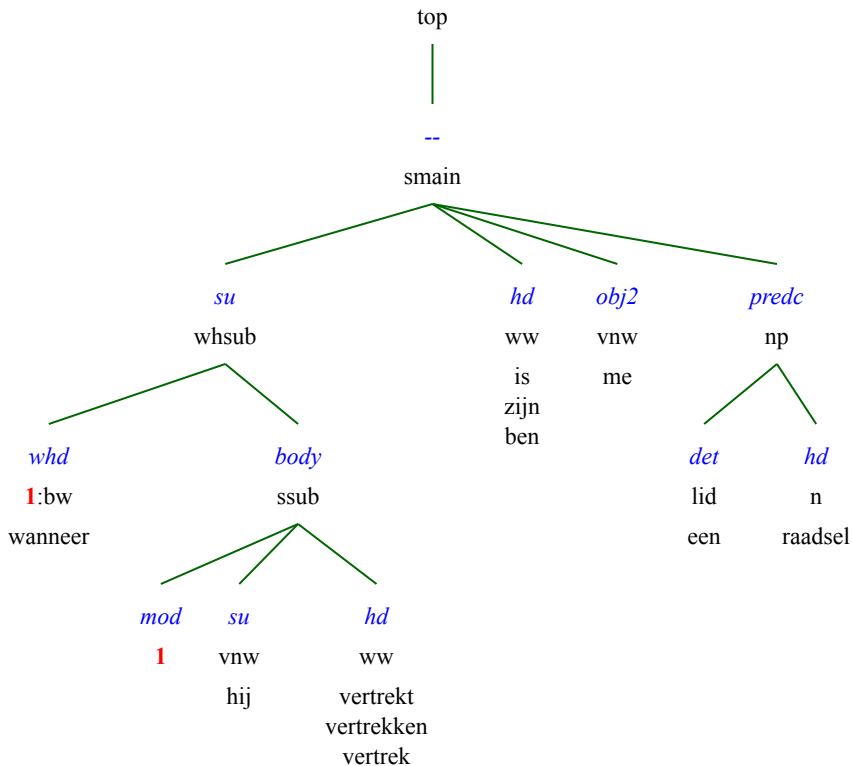 top
--
smain
su hd obj2 predc
whsub ww vnw np
is me
zijn
ben
whd body det hd
1:bw ssub lid n
wanneer een raadsel
mod su hd
1 vnw ww
hij vertrekt
vertrekken
vertrek